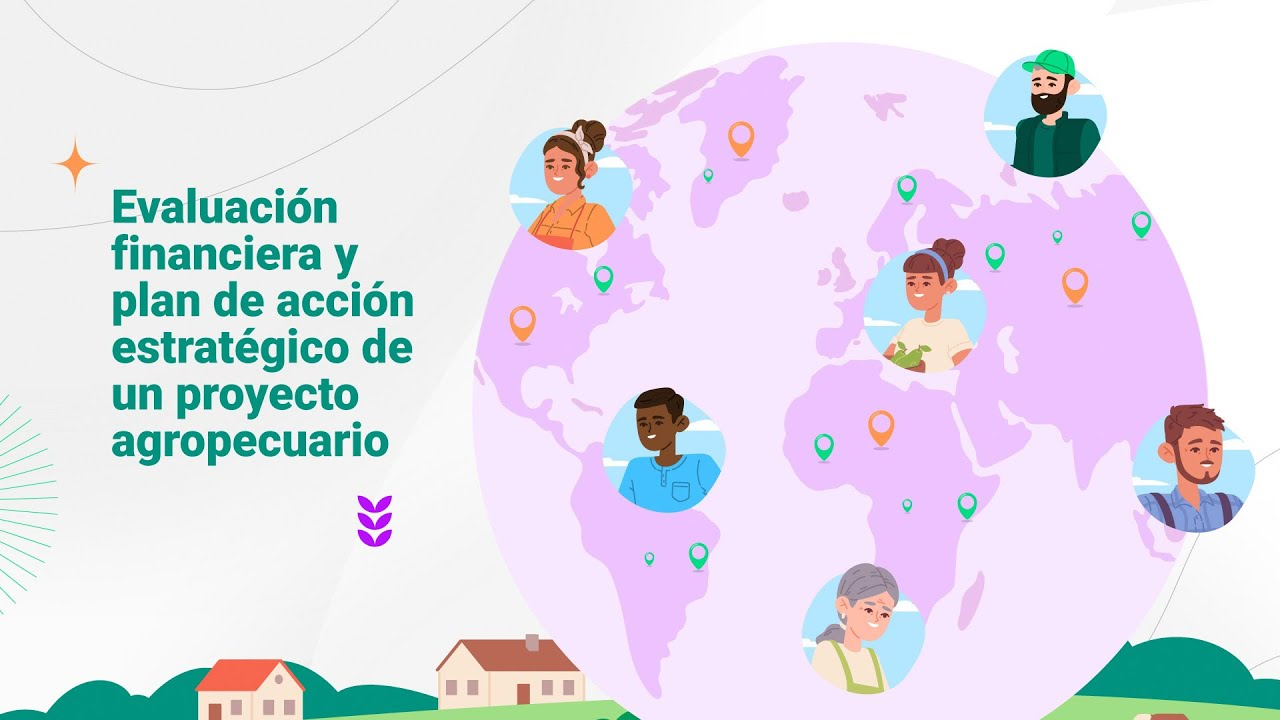 Evaluación
financiera y
plan de acción
estratégico de
un proyecto
agropecuario